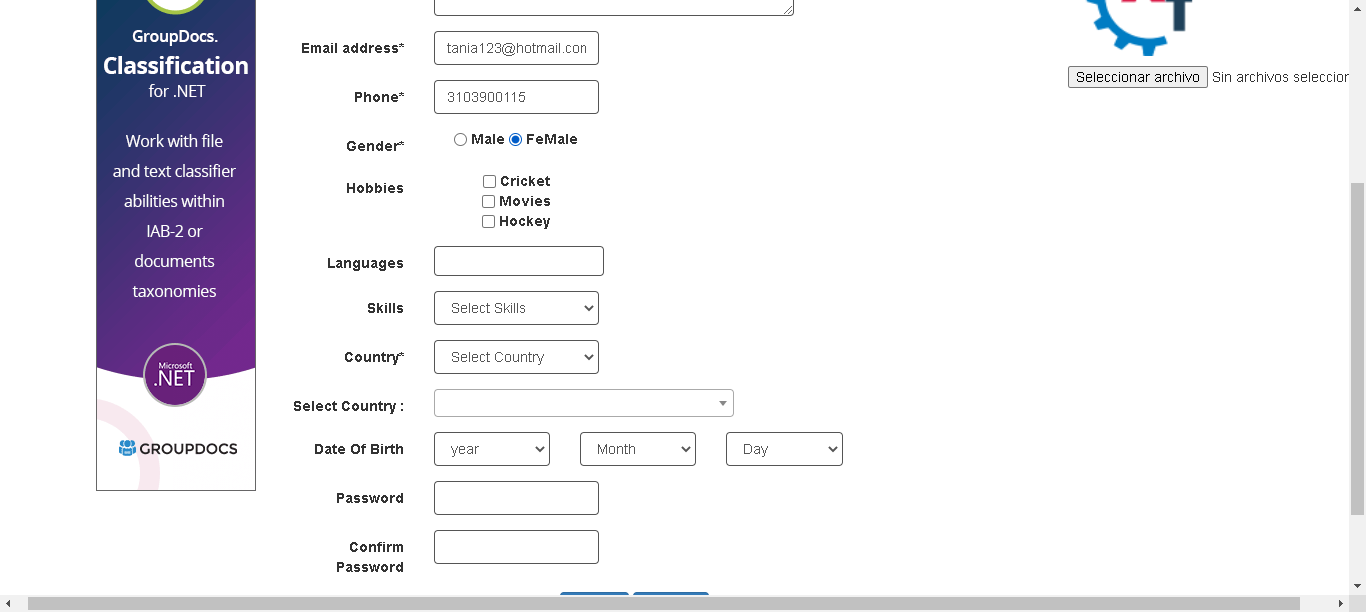 GroupDocs.
Classification
for .NET
Work with file
and text classifier
abilities within
IAB-2 or
documents
taxonomies
Microsoft
.NET
GROUPDOCS
Email address* tania123@hotmail.con
Phone* 3103900115
Gender* Male FeMale
Hobbies Cricket
Movies
Hockey
Languages
Skills Select Skills
Country* Select Country
Select Country :
Date Of Birth year Month Day
Password
Confirm
Password
Seleccionar archivo Sin archivos seleccior